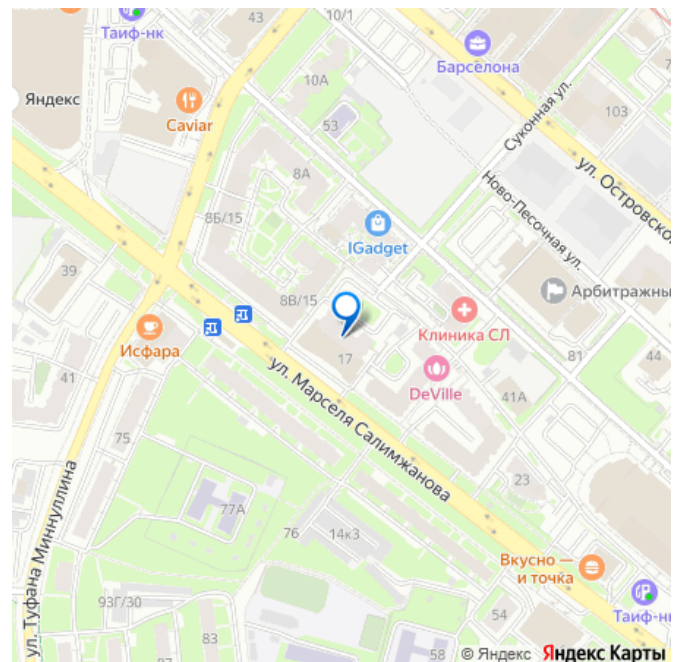 43
10/1
Таиф-нк
Барселона
10А
Яндекс
103
Caviar
53
Суконная ул.
8А
ул. Островско
Ново-Песочная ул.
8Б/15
IGadget
39
8В/15
Арбитражны
Клиника СЛ
Исфара
17
81
44
DeVille
41
41А
ул. Марселя Салимжанова
75
23
77А
76
14к3
Вкусно —
и точка
ул. Туфана Миннуллина
93Г/30
54
Таиф-н
83
58
© Яндекс Яндекс Карты